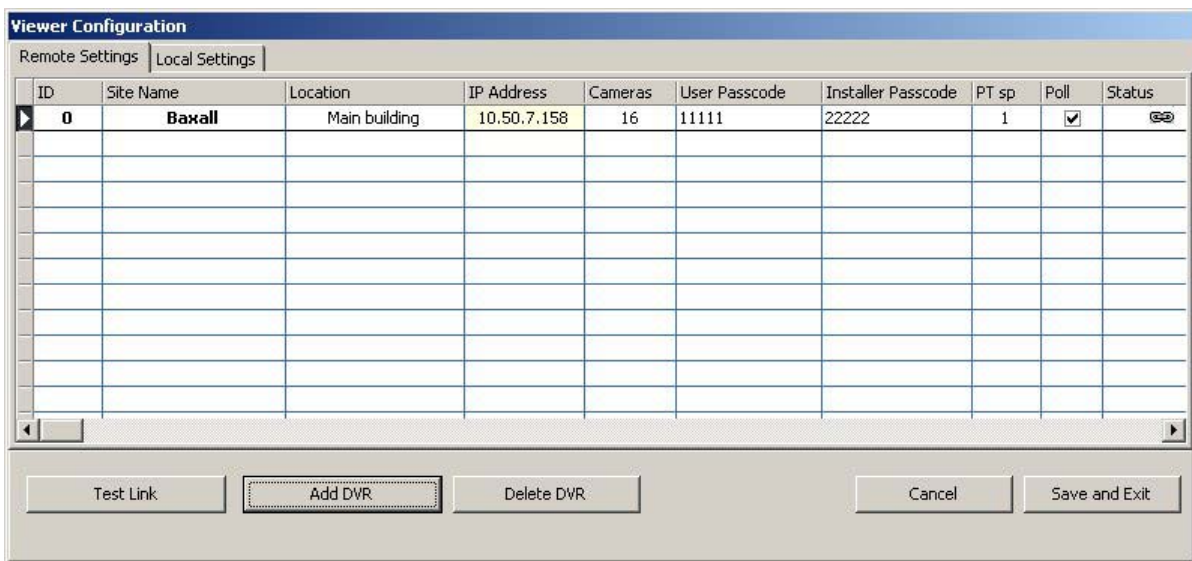 Viewer Configuration
Remote Settings Local Settings
ID Site Name Location IP Address Cameras User Passcode Installer Passcode PT sp Poll Status
0 Baxall Main building 10.50.7.158 16 11111 22222 1
Test Link Add DVR Delete DVR Cancel Save and Exit